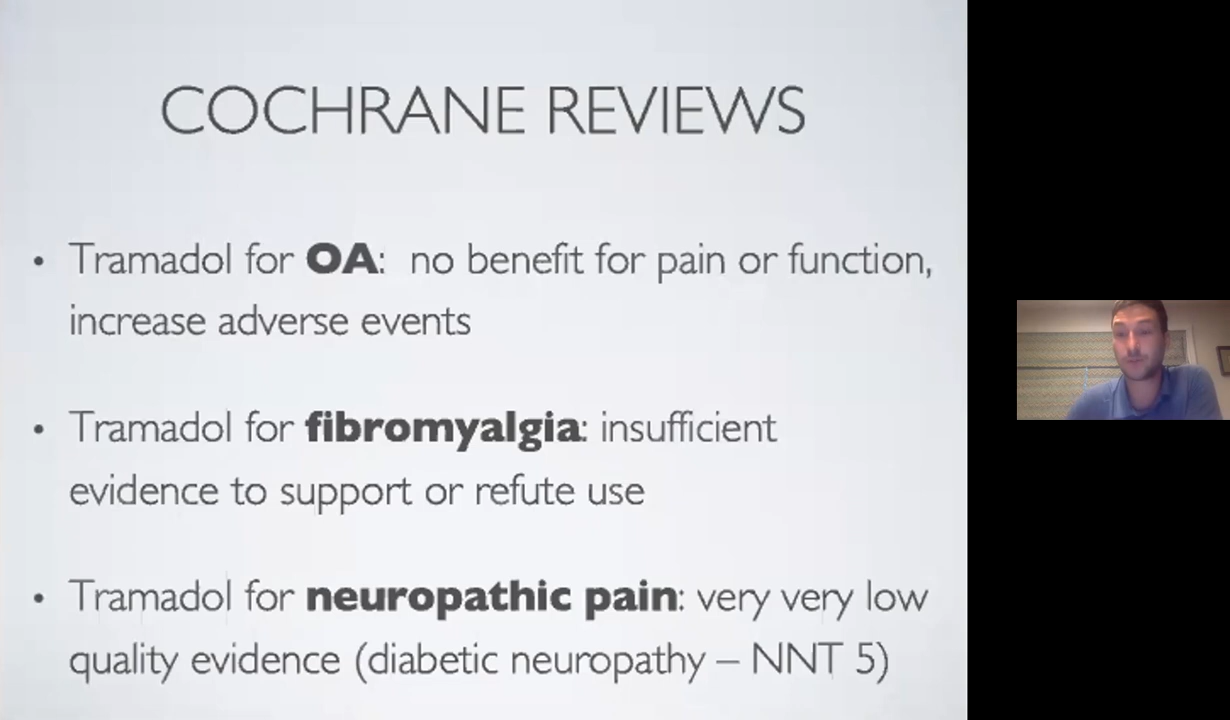 COCHRANE REVIEWS
• Tramadol for OA: no benefit for pain or function,
increase adverse events
• Tramadol for fibromyalgia: insufficient
evidence to support or refute use
• Tramadol for neuropathic pain: very very low
quality evidence (diabetic neuropathy – NNT 5)